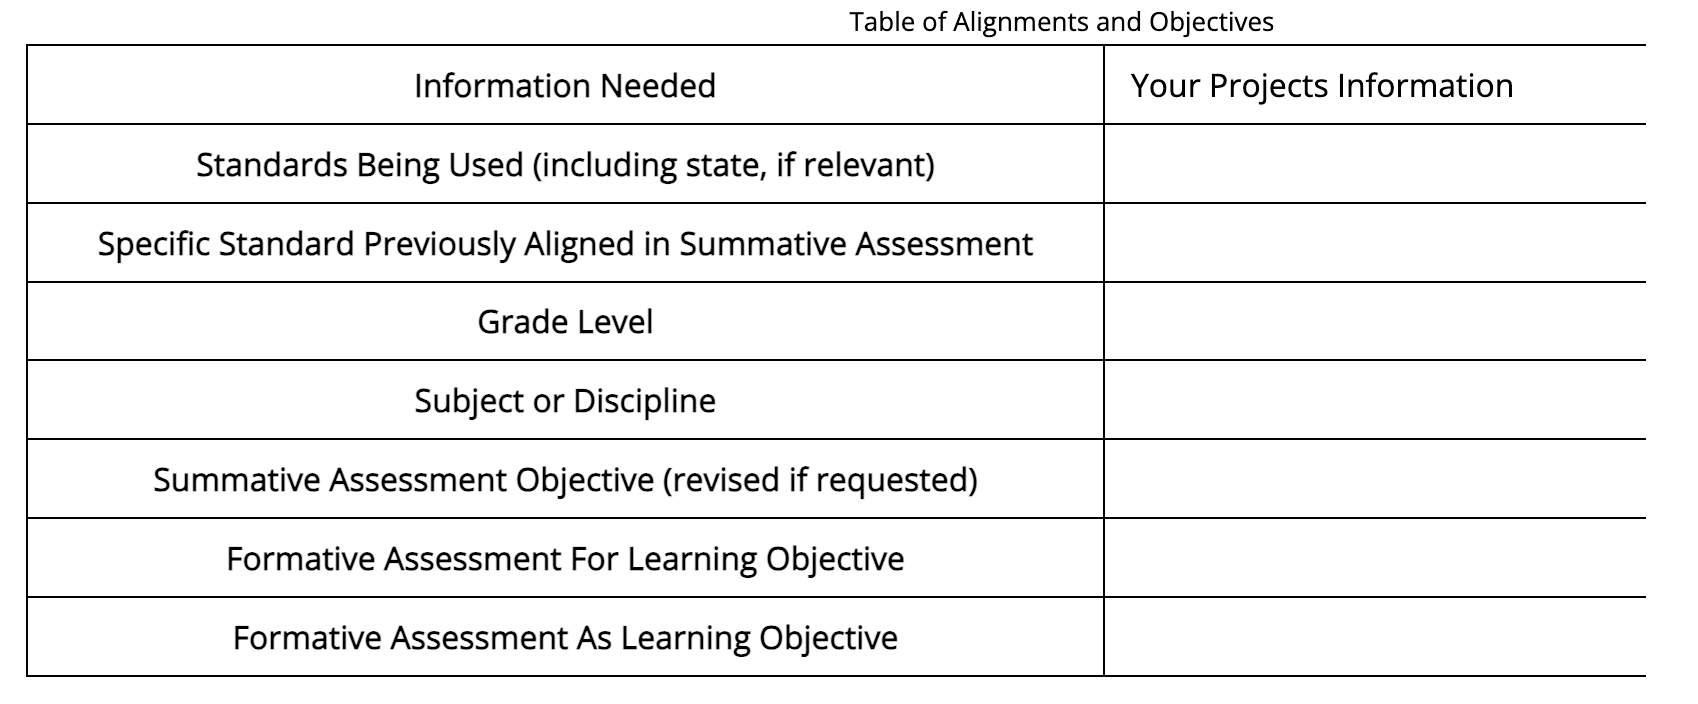 Table of Alignments and Objectives
Information Needed
Your Projects Information
Standards Being Used (including state, if relevant)
Specific Standard Previously Aligned in Summative Assessment
Grade Level
Subject or Discipline
Summative Assessment Objective (revised if requested)
Formative Assessment For Learning Objective
Formative Assessment As Learning Objective